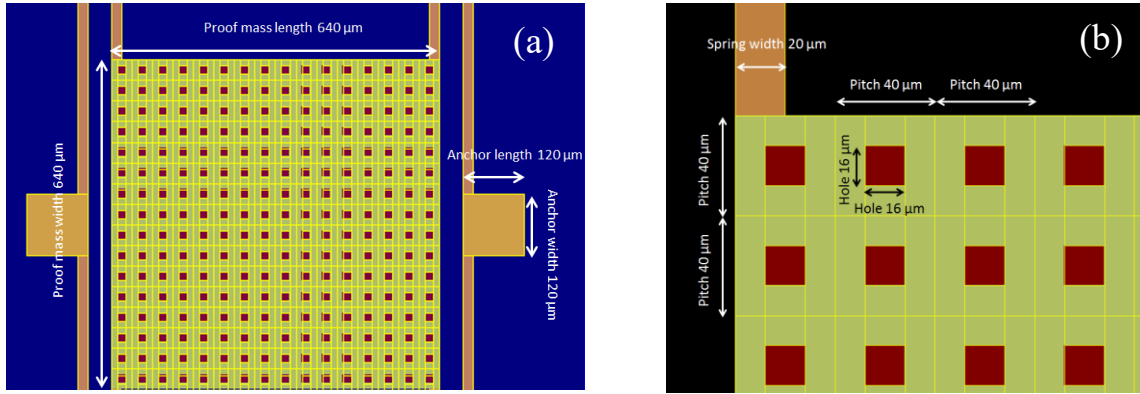 Proof mass length 640 µm
(a)
Proof mass width 640 µm
Anchor length 120 µm
Anchor width 120 µm
(b)
Spring width 20 µm
Pitch 40 µm
Pitch 40 µm
Pitch 40 µm
Hole 16 µm
Hole 16 µm
Pitch 40 µm